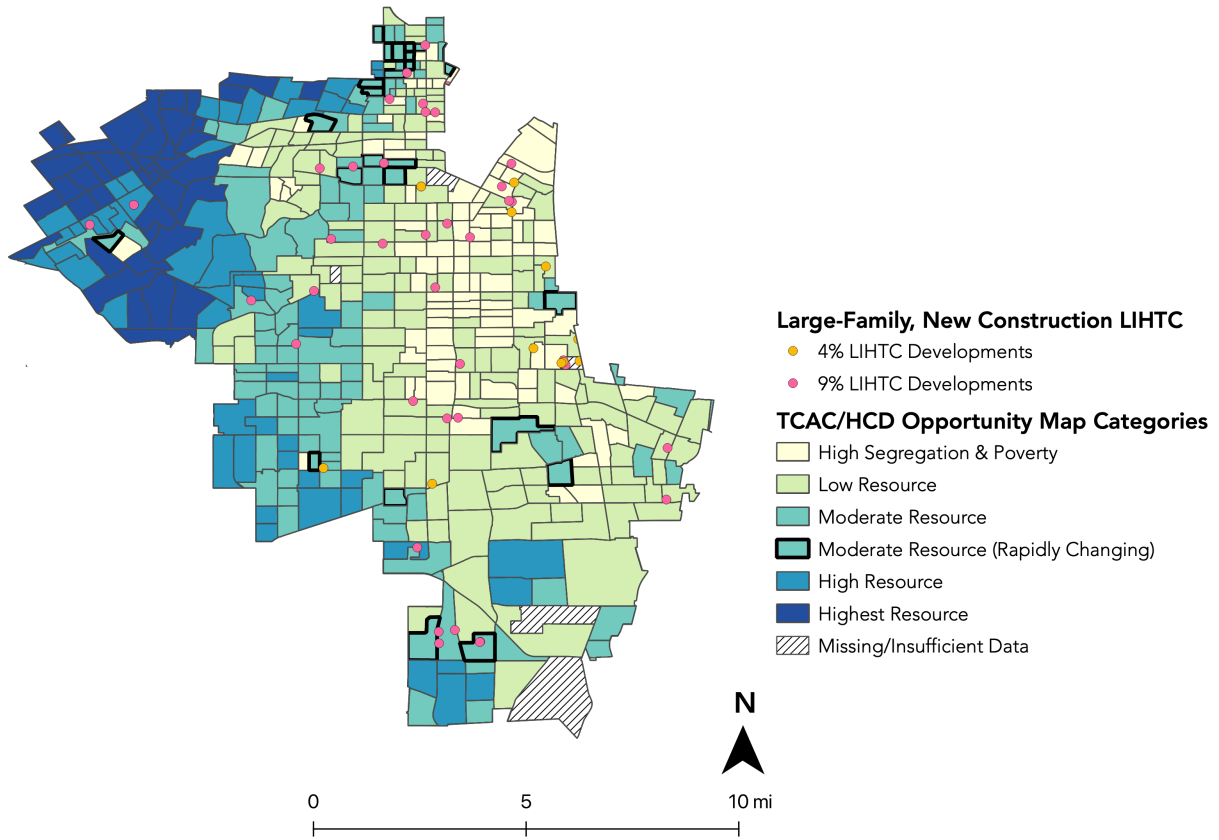 Large-Family, New Construction LIHTC
4% LIHTC Developments
9% LIHTC Developments
TCAC/HCD Opportunity Map Categories
High Segregation & Poverty
Low Resource
Moderate Resource
Moderate Resource (Rapidly Changing)
High Resource
Highest Resource
Missing/Insufficient Data
N
0 5 10 mi